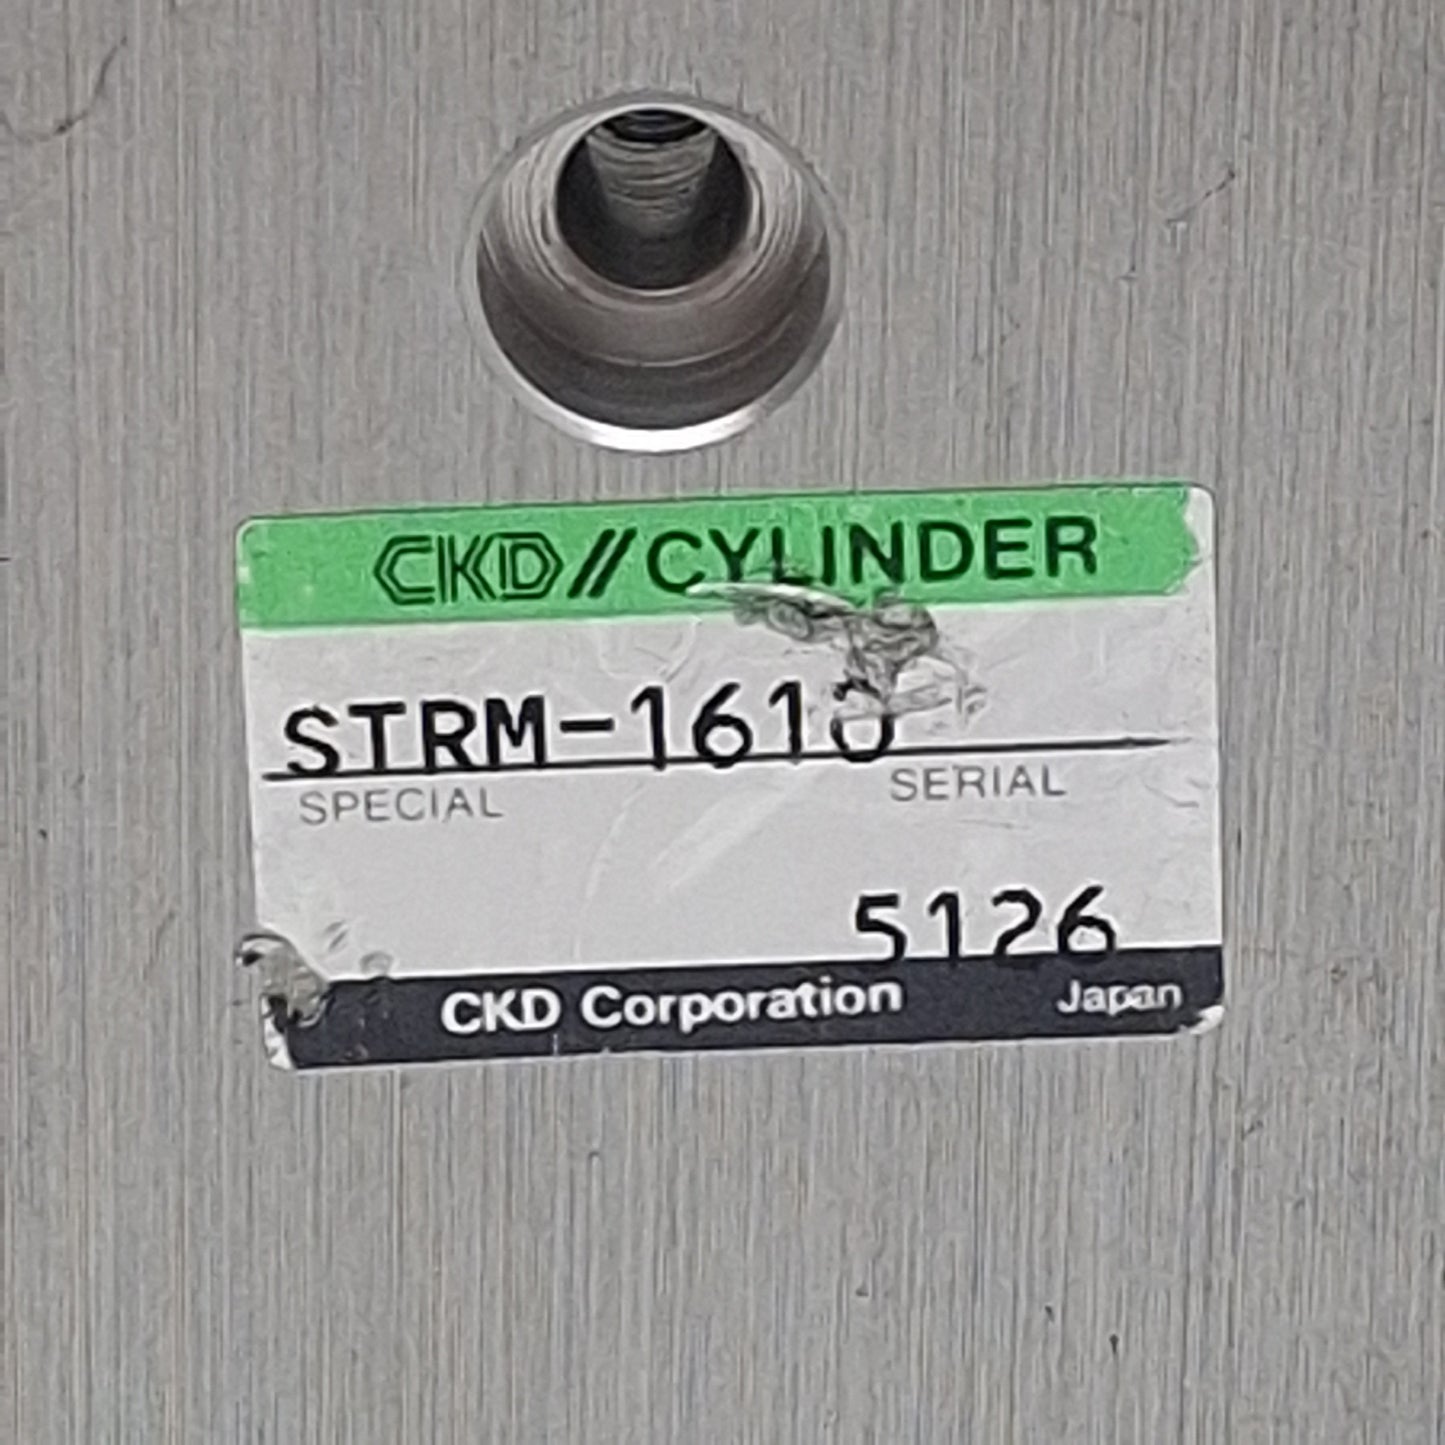 CKD//CYLINDER
STRM-1610
SPECIAL SERIAL
5126
CKD Corporation Japan